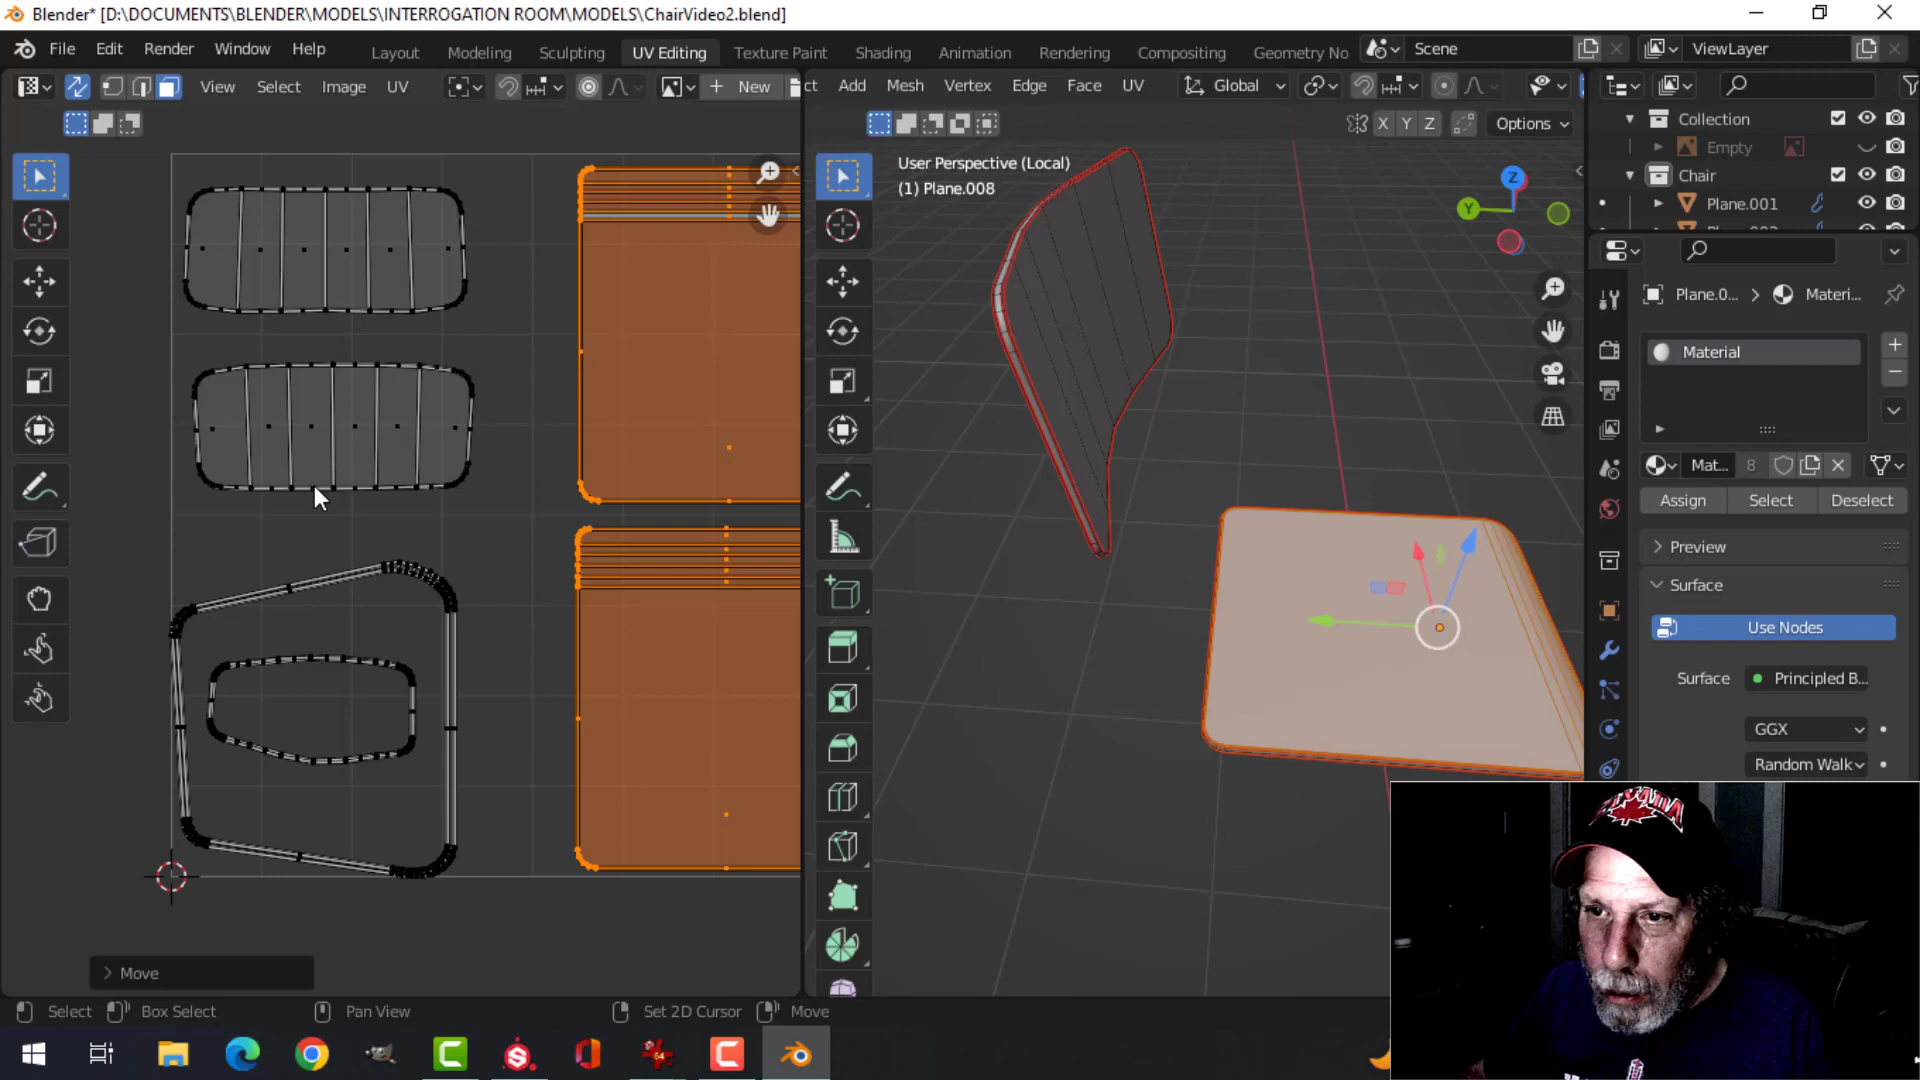 Blender* [D:\DOCUMENTS\BLENDER\MODELS\INTERROGATION ROOM\MODELS\ChairVideo2.blend]
File Edit Render Window Help Layout Modeling Sculpting UV Editing Texture Paint Shading Animation Rendering Compositing Geometry No Scene ViewLayer
View Select Image UV New ct Add Mesh Vertex Edge Face UV Global
X Y Z Options
Collection
Empty
Chair
Plane.001
User Perspective (Local)
(1) Plane.008
Z
Y
Plane.0... Materi...
Material
Mat... 8
Assign Select Deselect
Preview
Surface
Use Nodes
Surface Principled B...
GGX
Random Walk
Move
Select Box Select Pan View Set 2D Cursor Move